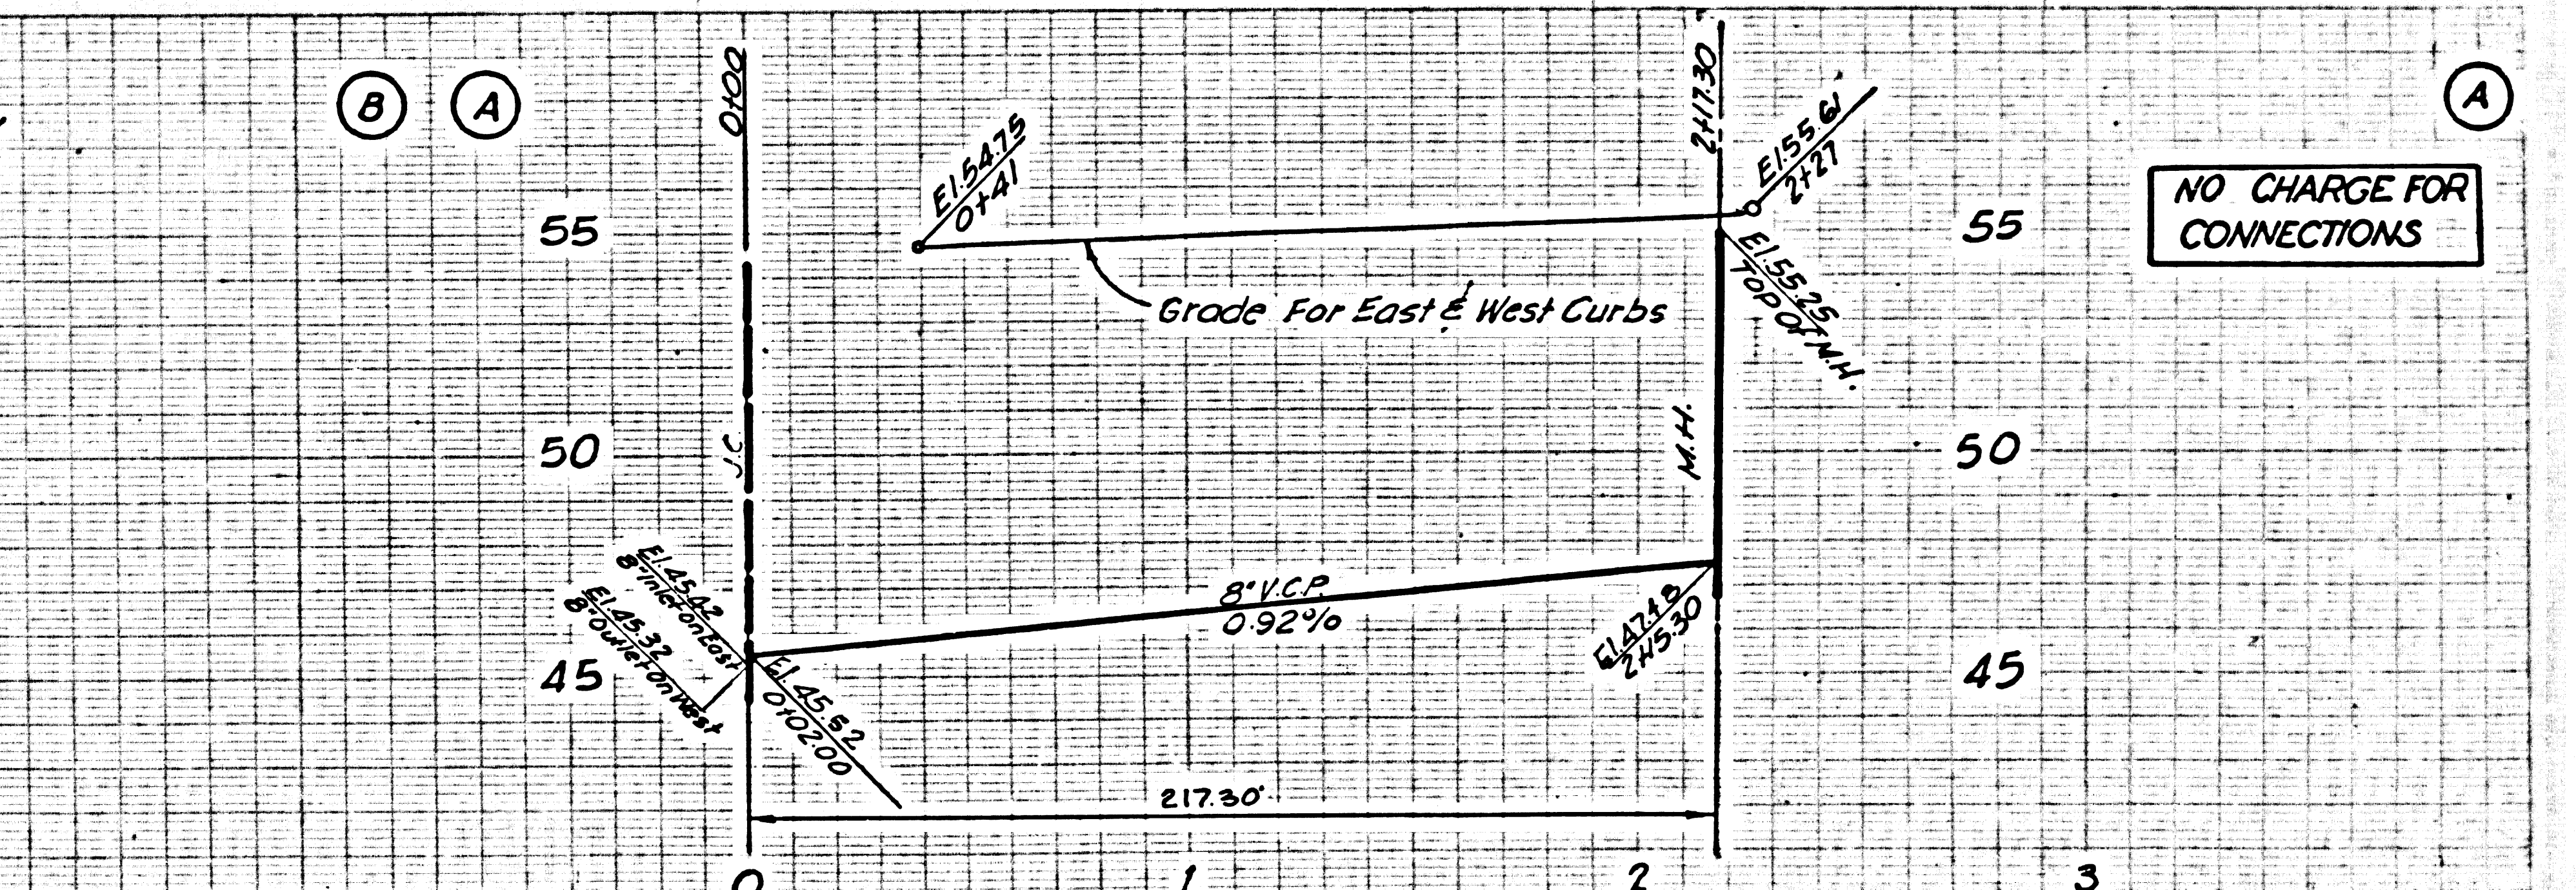 B A
0+00
2+17.30
A
El.54.75
0+41
El.55.61
2+27
NO CHARGE FOR
CONNECTIONS
55
55
El.55.25
TOP Of M.H.
Grade For East & West Curbs
50
J.C.
M.H.
50
El.45.42
8" Inlet on East
El.45.32
8" Outlet on West
8" V.C.P.
0.92%
El.47.48
2+15.30
45
45
El.45.52
0+02.00
217.30'
0 1 2 3